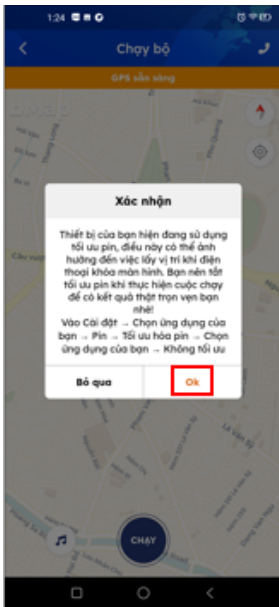 1:24
Chạy bộ
GPS sẵn sàng
Xác nhận
Thiết bị của bạn hiện đang sử dụng
tối ưu pin, điều này có thể ảnh
hưởng đến việc lấy vị trí khi điện
thoại khóa màn hình. Bạn nên tắt
tối ưu pin khi thực hiện cuộc chạy
để có kết quả thật trọn vẹn bạn
nhé!
Vào Cài đặt → Chọn ứng dụng của
bạn → Pin → Tối ưu hóa pin → Chọn
ứng dụng của bạn → Không tối ưu
Bỏ qua
Ok
CHẠY